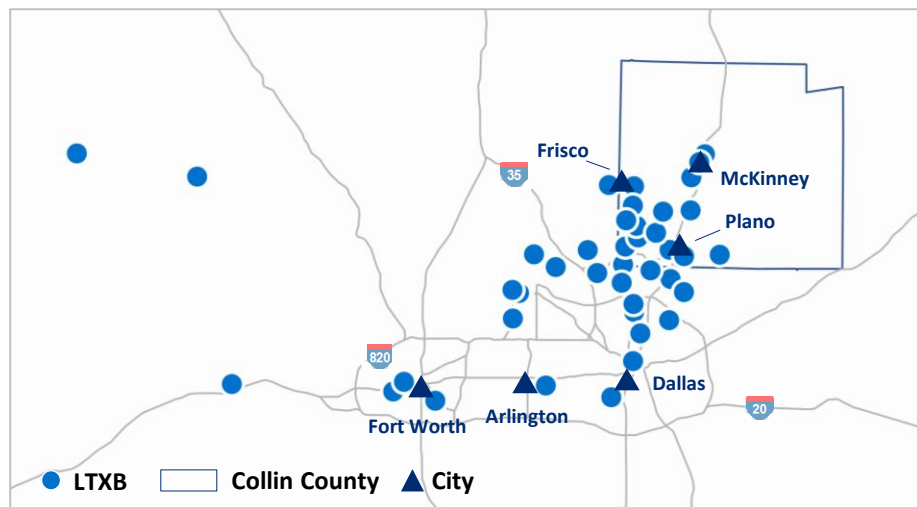 Frisco
35
McKinney
Plano
820
Dallas
Fort Worth
Arlington
20
LTXB
Collin County
City